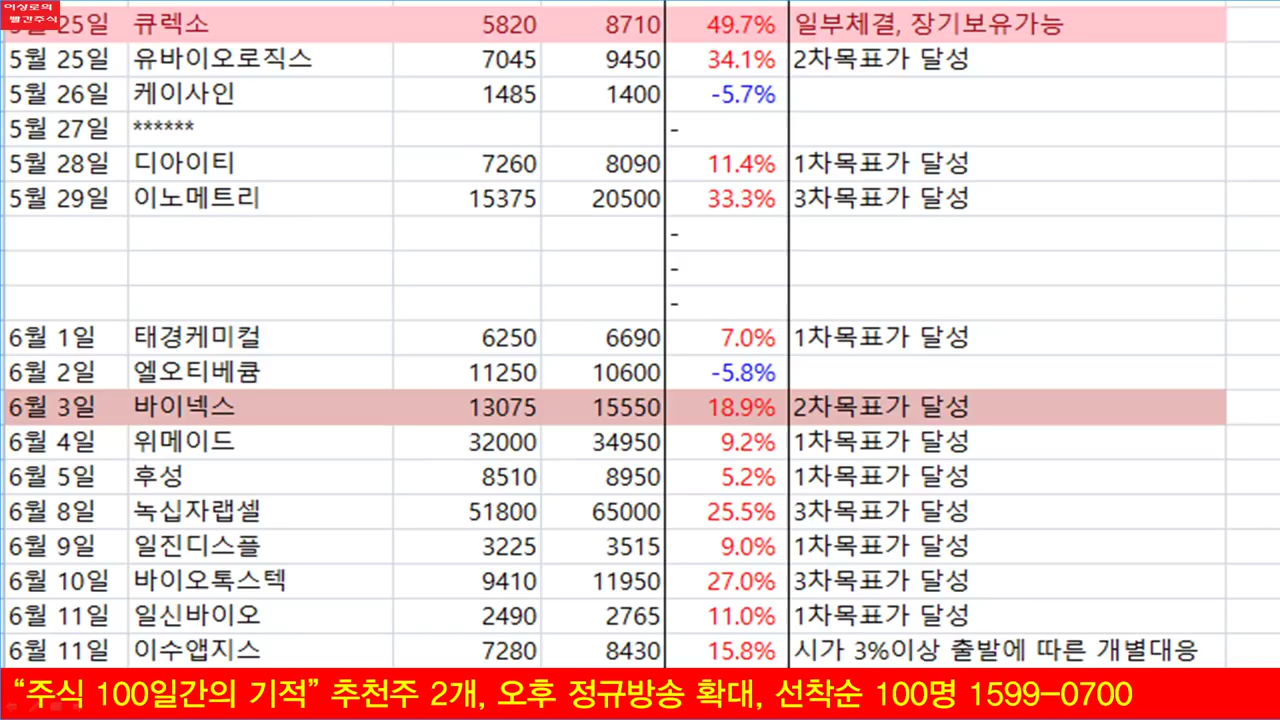 이상로의
빨간주식
25일 큐렉소 5820 8710 49.7% 일부체결, 장기보유가능
5월 25일 유바이오로직스 7045 9450 34.1% 2차목표가 달성
5월 26일 케이사인 1485 1400 -5.7%
5월 27일 ****** -
5월 28일 디아이티 7260 8090 11.4% 1차목표가 달성
5월 29일 이노메트리 15375 20500 33.3% 3차목표가 달성
-
-
-
6월 1일 태경케미컬 6250 6690 7.0% 1차목표가 달성
6월 2일 엘오티베큠 11250 10600 -5.8%
6월 3일 바이넥스 13075 15550 18.9% 2차목표가 달성
6월 4일 위메이드 32000 34950 9.2% 1차목표가 달성
6월 5일 후성 8510 8950 5.2% 1차목표가 달성
6월 8일 녹십자랩셀 51800 65000 25.5% 3차목표가 달성
6월 9일 일진디스플 3225 3515 9.0% 1차목표가 달성
6월 10일 바이오톡스텍 9410 11950 27.0% 3차목표가 달성
6월 11일 일신바이오 2490 2765 11.0% 1차목표가 달성
6월 11일 이수앱지스 7280 8430 15.8% 시가 3%이상 출발에 따른 개별대응
“주식 100일간의 기적” 추천주 2개, 오후 정규방송 확대, 선착순 100명 1599-0700